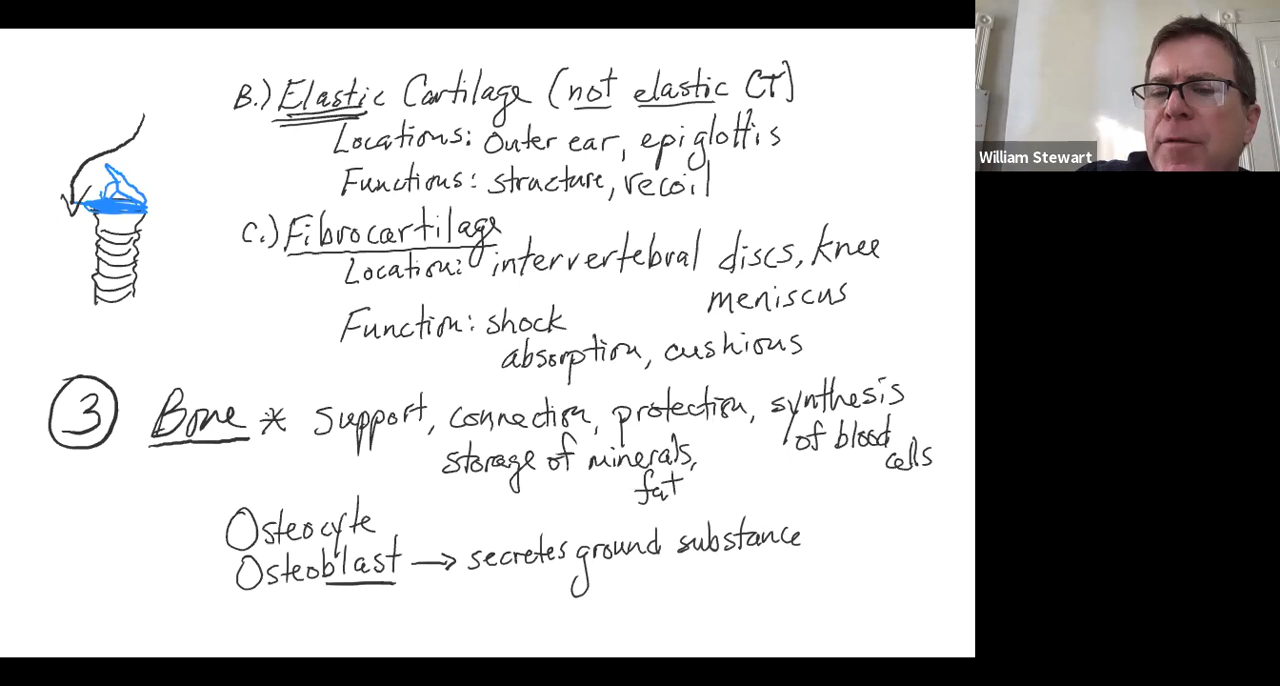 B.) Elastic Cartilage (not elastic CT)
Locations: Outer ear, epiglottis
Functions: structure, recoil
C.) Fibrocartilage
Location: intervertebral discs, knee
meniscus
Function: shock
absorption, cushions
3 Bone * support, connection, protection, synthesis
of blood
cells
storage of minerals,
fat
Osteocyte
Osteoblast → secretes ground substance
William Stewart